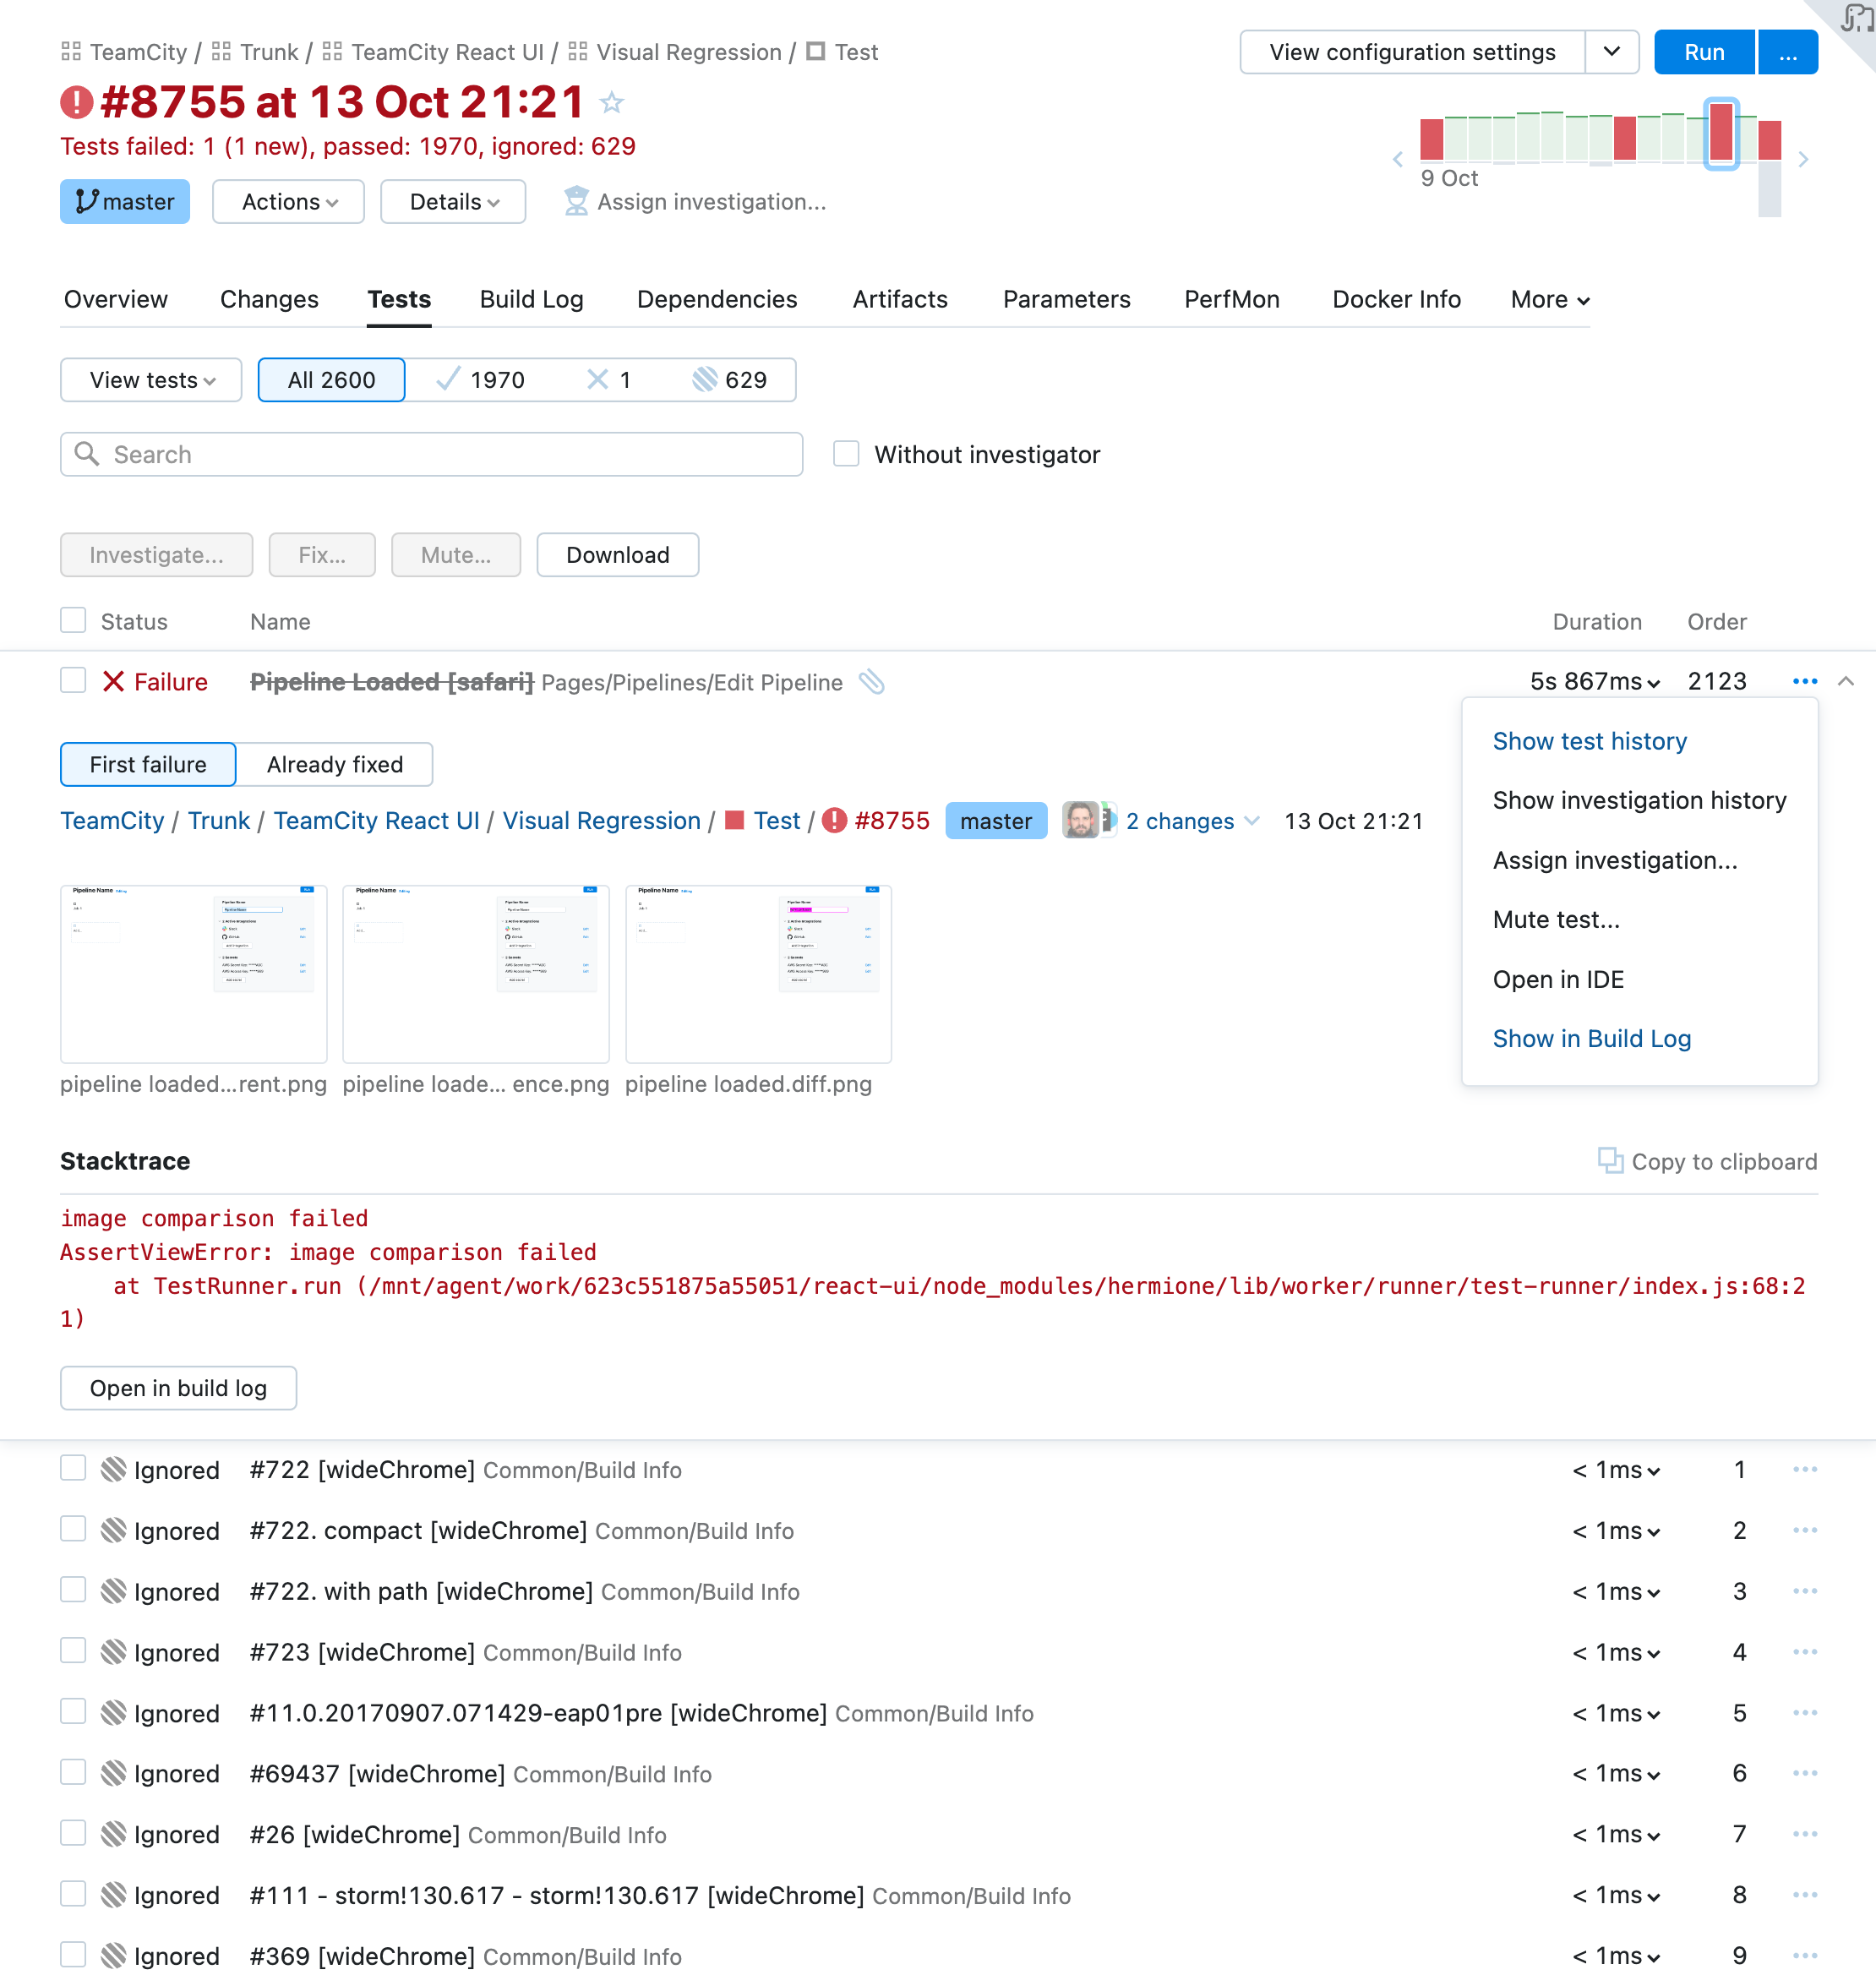 TeamCity / Trunk / TeamCity React UI / Visual Regression / Test
View configuration settings
Run
...
#8755 at 13 Oct 21:21
Tests failed: 1 (1 new), passed: 1970, ignored: 629
9 Oct
master
Actions
Details
Assign investigation...
Overview
Changes
Tests
Build Log
Dependencies
Artifacts
Parameters
PerfMon
Docker Info
More
View tests
All 2600
1970
1
629
Search
Without investigator
Investigate...
Fix...
Mute...
Download
Status Name Duration Order
Failure Pipeline Loaded [safari] Pages/Pipelines/Edit Pipeline 5s 867ms 2123
Show test history
Show investigation history
Assign investigation...
Mute test...
Open in IDE
Show in Build Log
First failure
Already fixed
TeamCity / Trunk / TeamCity React UI / Visual Regression / Test / #8755 master 2 changes 13 Oct 21:21
Pipeline Name
Pipeline Name
Pipeline Name
pipeline loaded...rent.png
pipeline loade... ence.png
pipeline loaded.diff.png
Stacktrace
Copy to clipboard
image comparison failed
AssertViewError: image comparison failed
at TestRunner.run (/mnt/agent/work/623c551875a55051/react-ui/node_modules/hermione/lib/worker/runner/test-runner/index.js:68:2
1)
Open in build log
Ignored #722 [wideChrome] Common/Build Info < 1ms 1
Ignored #722. compact [wideChrome] Common/Build Info < 1ms 2
Ignored #722. with path [wideChrome] Common/Build Info < 1ms 3
Ignored #723 [wideChrome] Common/Build Info < 1ms 4
Ignored #11.0.20170907.071429-eap01pre [wideChrome] Common/Build Info < 1ms 5
Ignored #69437 [wideChrome] Common/Build Info < 1ms 6
Ignored #26 [wideChrome] Common/Build Info < 1ms 7
Ignored #111 - storm!130.617 - storm!130.617 [wideChrome] Common/Build Info < 1ms 8
Ignored #369 [wideChrome] Common/Build Info < 1ms 9